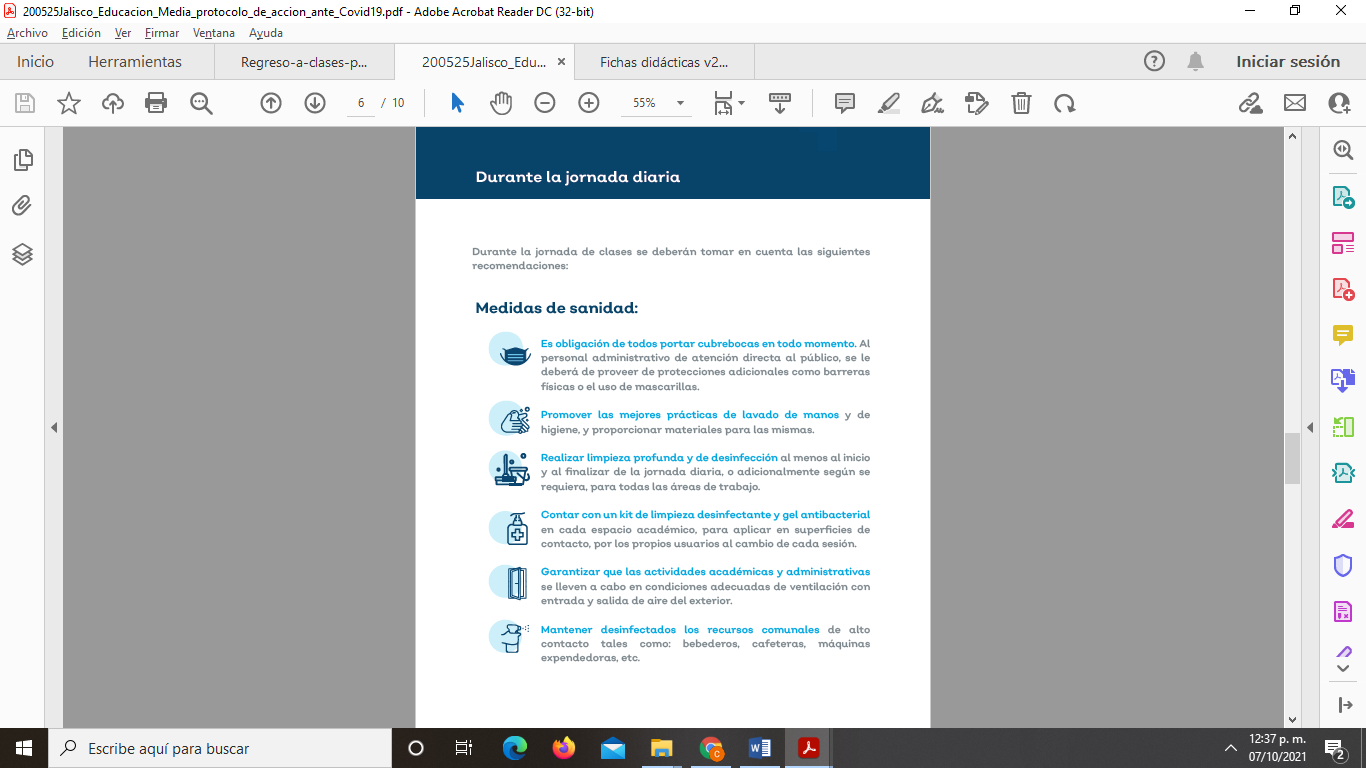 200525Jalisco_Educacion_Media_protocolo_de_accion_ante_Covid19.pdf - Adobe Acrobat Reader DC (32-bit)
Archivo Edición Ver Firmar Ventana Ayuda
Inicio Herramientas Regreso-a-clases-p... 200525Jalisco_Edu... Fichas didácticas v2... Iniciar sesión
6 / 10 55%
Durante la jornada diaria
Durante la jornada de clases se deberán tomar en cuenta las siguientes
recomendaciones:
Medidas de sanidad:
Es obligación de todos portar cubrebocas en todo momento. Al
personal administrativo de atención directa al público, se le
deberá de proveer de protecciones adicionales como barreras
físicas o el uso de mascarillas.
Promover las mejores prácticas de lavado de manos y de
higiene, y proporcionar materiales para las mismas.
Realizar limpieza profunda y de desinfección al menos al inicio
y al finalizar de la jornada diaria, o adicionalmente según se
requiera, para todas las áreas de trabajo.
Contar con un kit de limpieza desinfectante y gel antibacterial
en cada espacio académico, para aplicar en superficies de
contacto, por los propios usuarios al cambio de cada sesión.
Garantizar que las actividades académicas y administrativas
se lleven a cabo en condiciones adecuadas de ventilación con
entrada y salida de aire del exterior.
Mantener desinfectados los recursos comunales de alto
contacto tales como: bebederos, cafeteras, máquinas
expendedoras, etc.
Escribe aquí para buscar
12:37 p. m.
07/10/2021
2